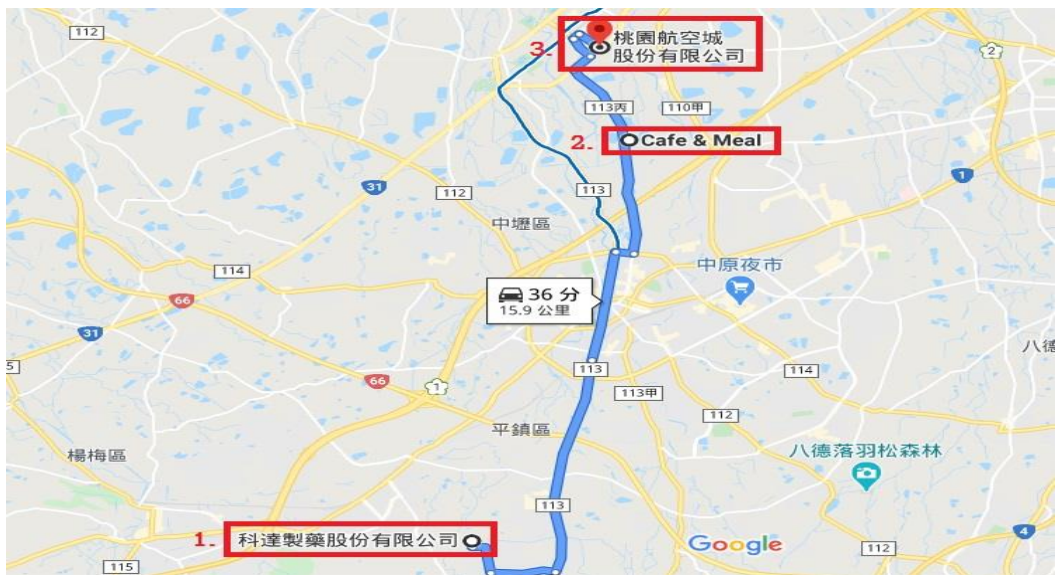 112
3.
桃園航空城
股份有限公司
2
113丙
110甲
2.
Cafe & Meal
1
31
112
113
中壢區
114
中原夜市
36 分
15.9 公里
66
31
八德
5
113
114
66
1
113甲
112
平鎮區
楊梅區
八德落羽松森林
113
1.
科達製藥股份有限公司
Google
4
112
115